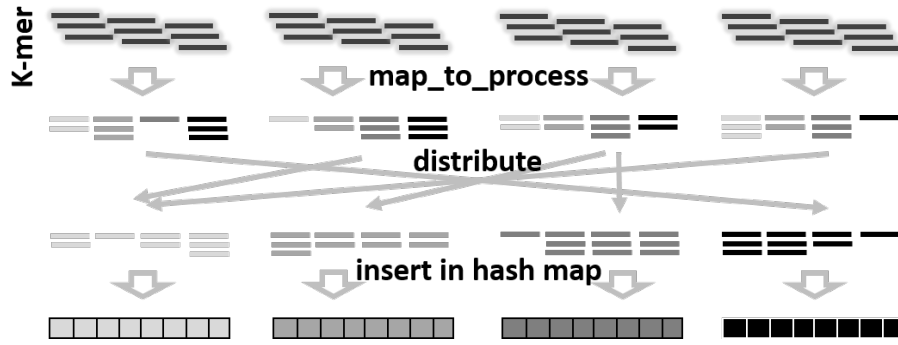 K-mer
map_to_process
distribute
insert in hash map